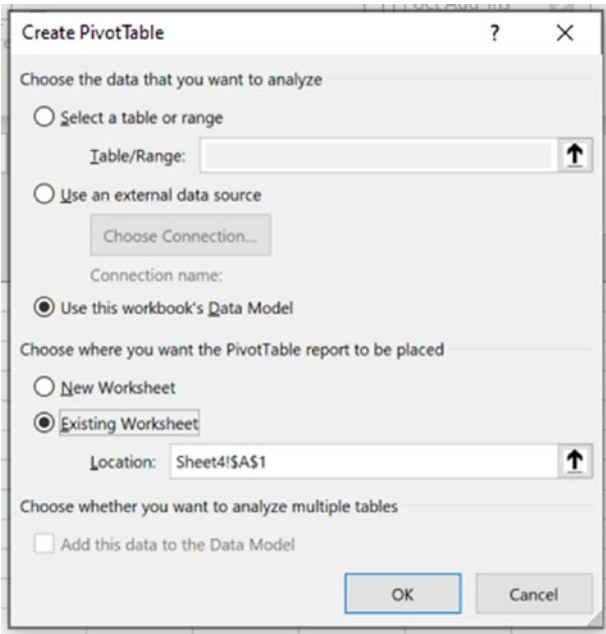 Get Add-ins
Create PivotTable ?
Choose the data that you want to analyze
Select a table or range
Table/Range:
Use an external data source
Choose Connection...
Connection name:
Use this workbook's Data Model
Choose where you want the PivotTable report to be placed
New Worksheet
Existing Worksheet
Location: Sheet4!$A$1
Choose whether you want to analyze multiple tables
Add this data to the Data Model
OK Cancel